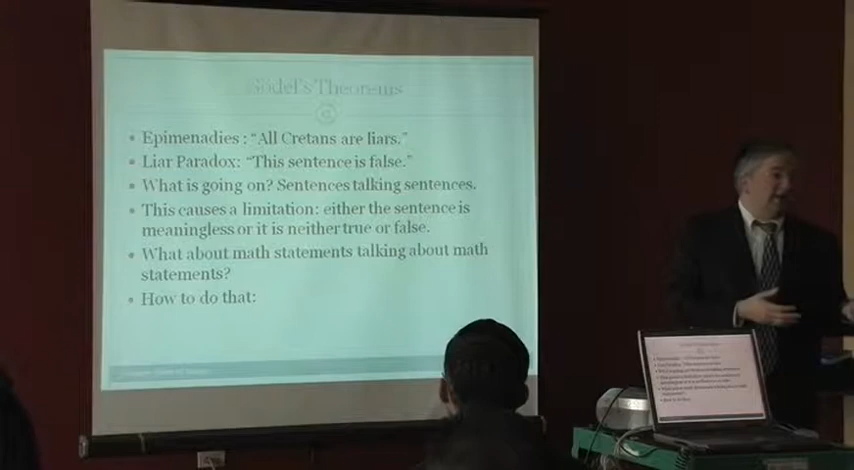 Gödel's Theorems
• Epimenadies : "All Cretans are liars."
• Liar Paradox: "This sentence is false."
• What is going on? Sentences talking sentences.
• This causes a limitation: either the sentence is
meaningless or it is neither true or false.
• What about math statements talking about math
statements?
• How to do that: